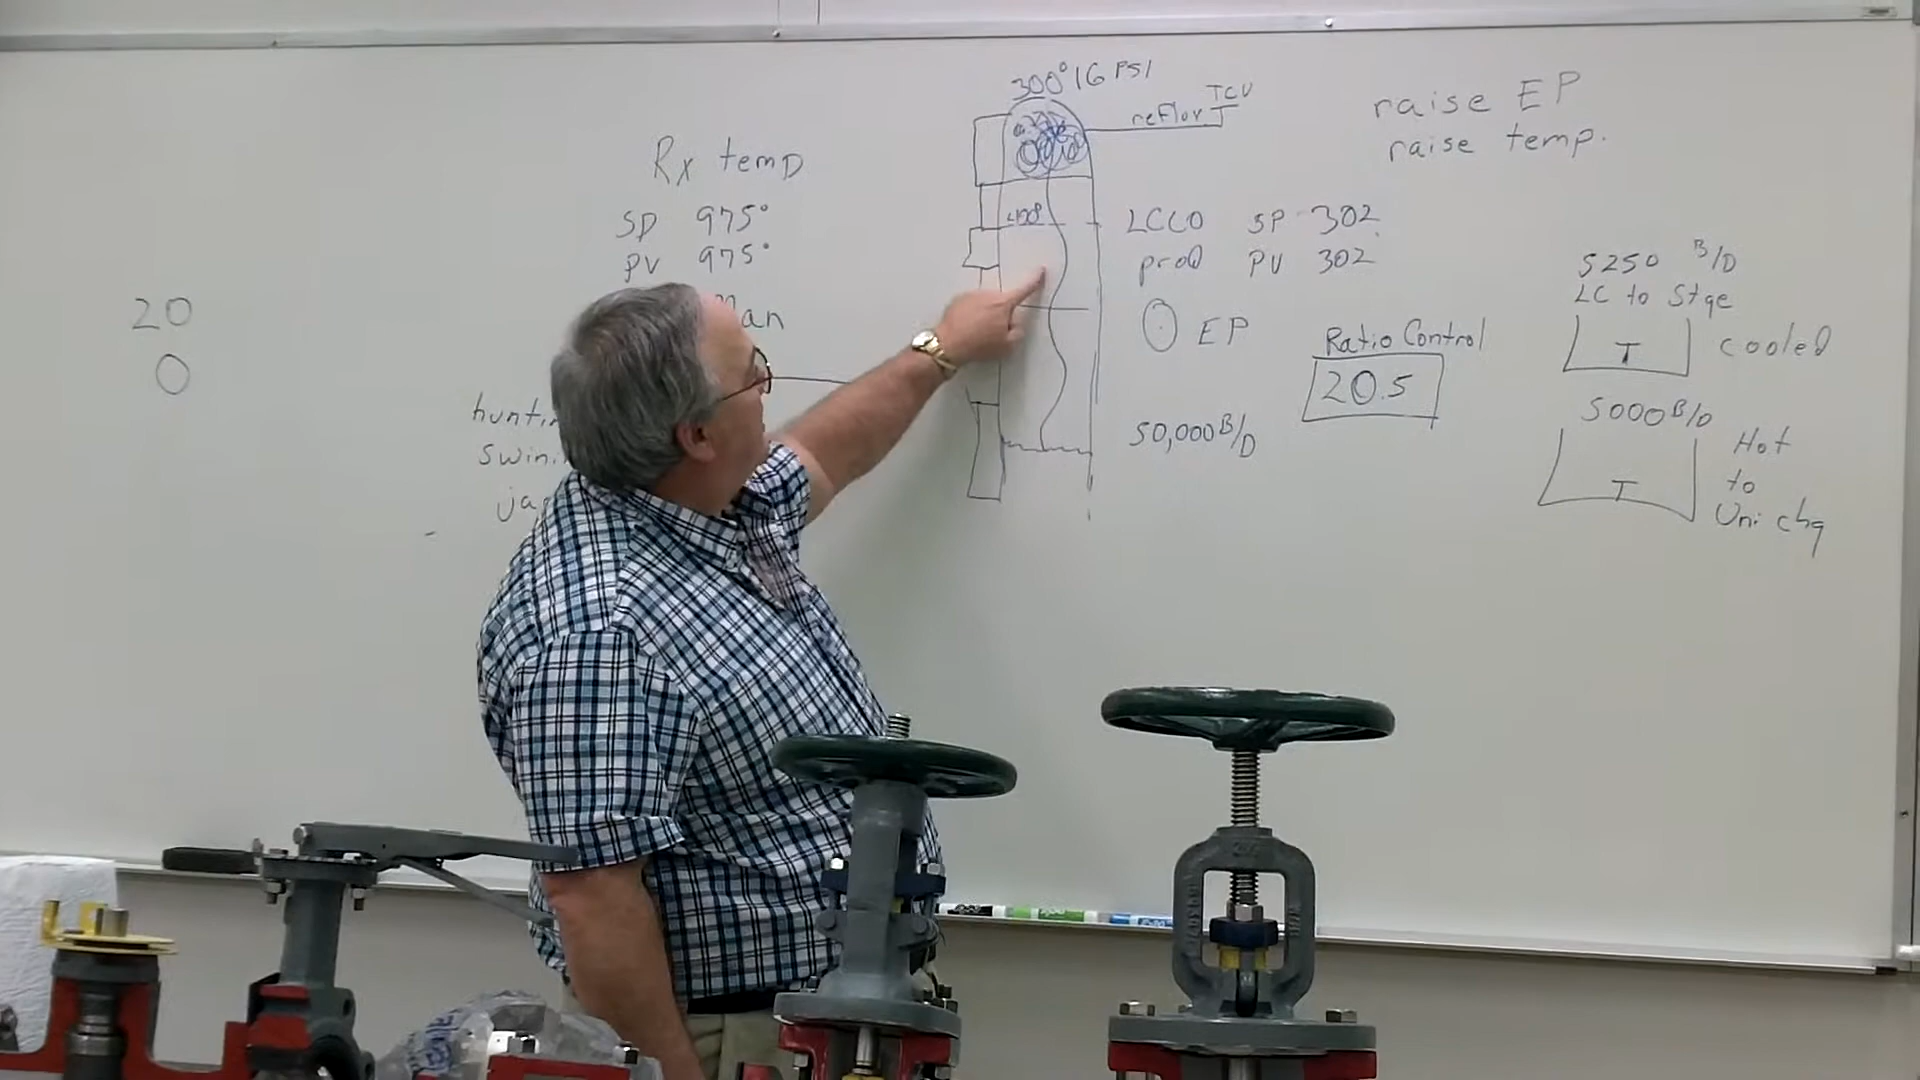 300° 16 PSI
reflux TCV
raise EP
raise temp.
Rx temp
SP 975°
PV 975°
Man
20
0
400°
LCCO SP 302
prod PV 302
O EP
50,000 B/D
Ratio Control
20.5
5250 B/D
LC to Stge
T cooled
5000 B/D
T Hot
to
Uni chg